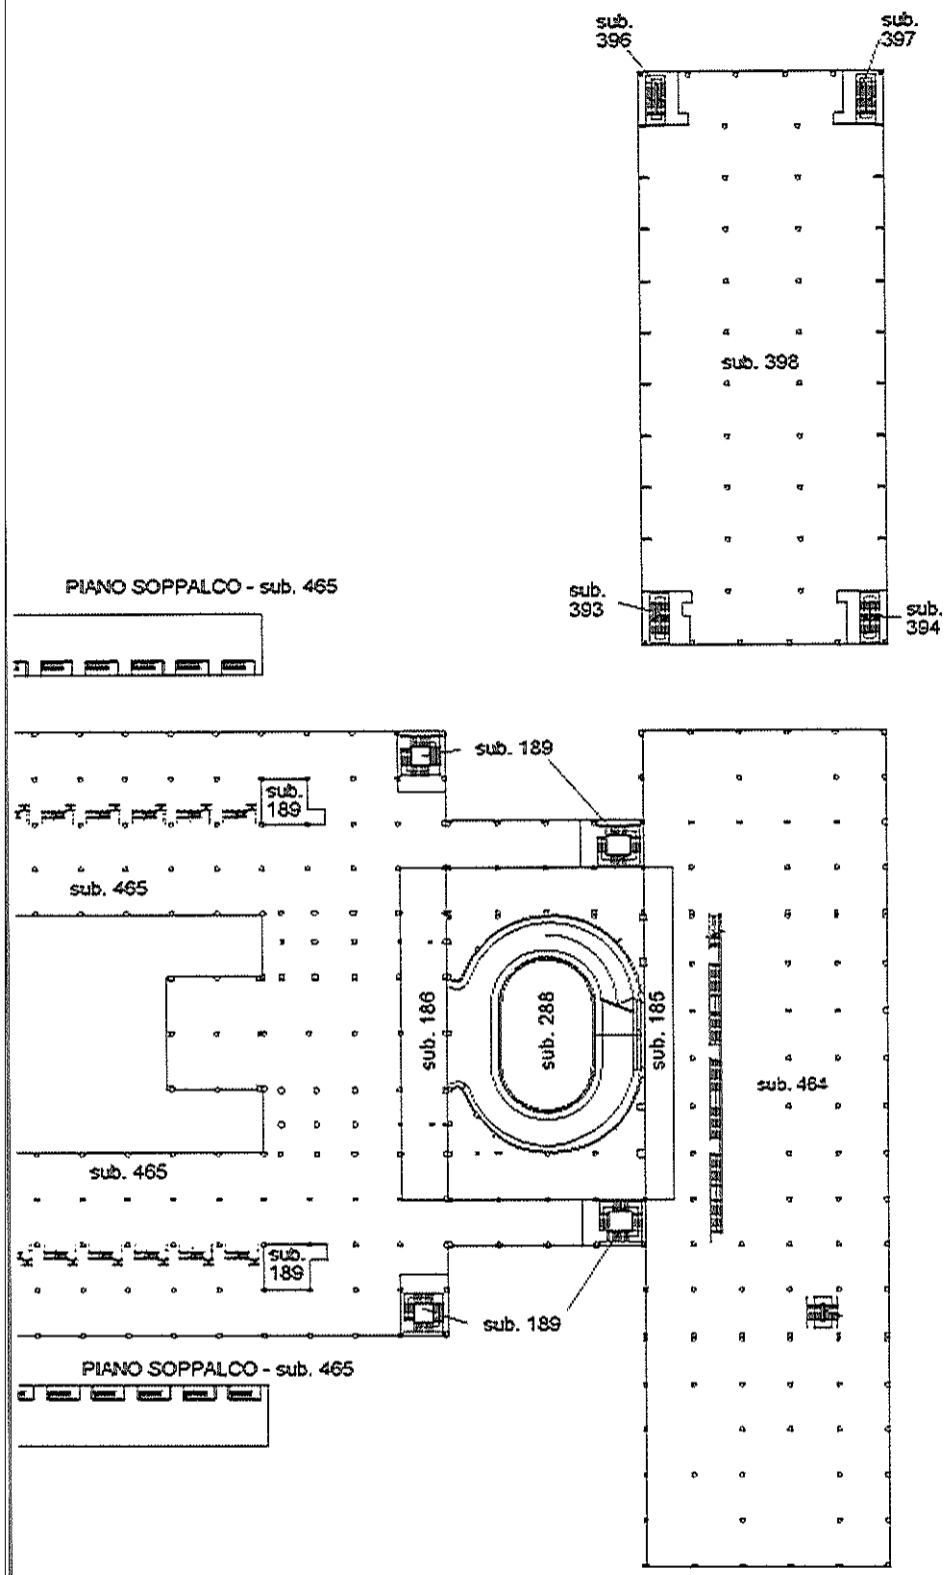 sub.
396
sub.
397
sub. 398
PIANO SOPPALCO - sub. 465
sub.
393
sub.
394
sub. 189
sub.
189
sub. 465
sub. 186
sub. 288
sub. 185
sub. 464
sub. 465
sub.
189
sub. 189
PIANO SOPPALCO - sub. 465